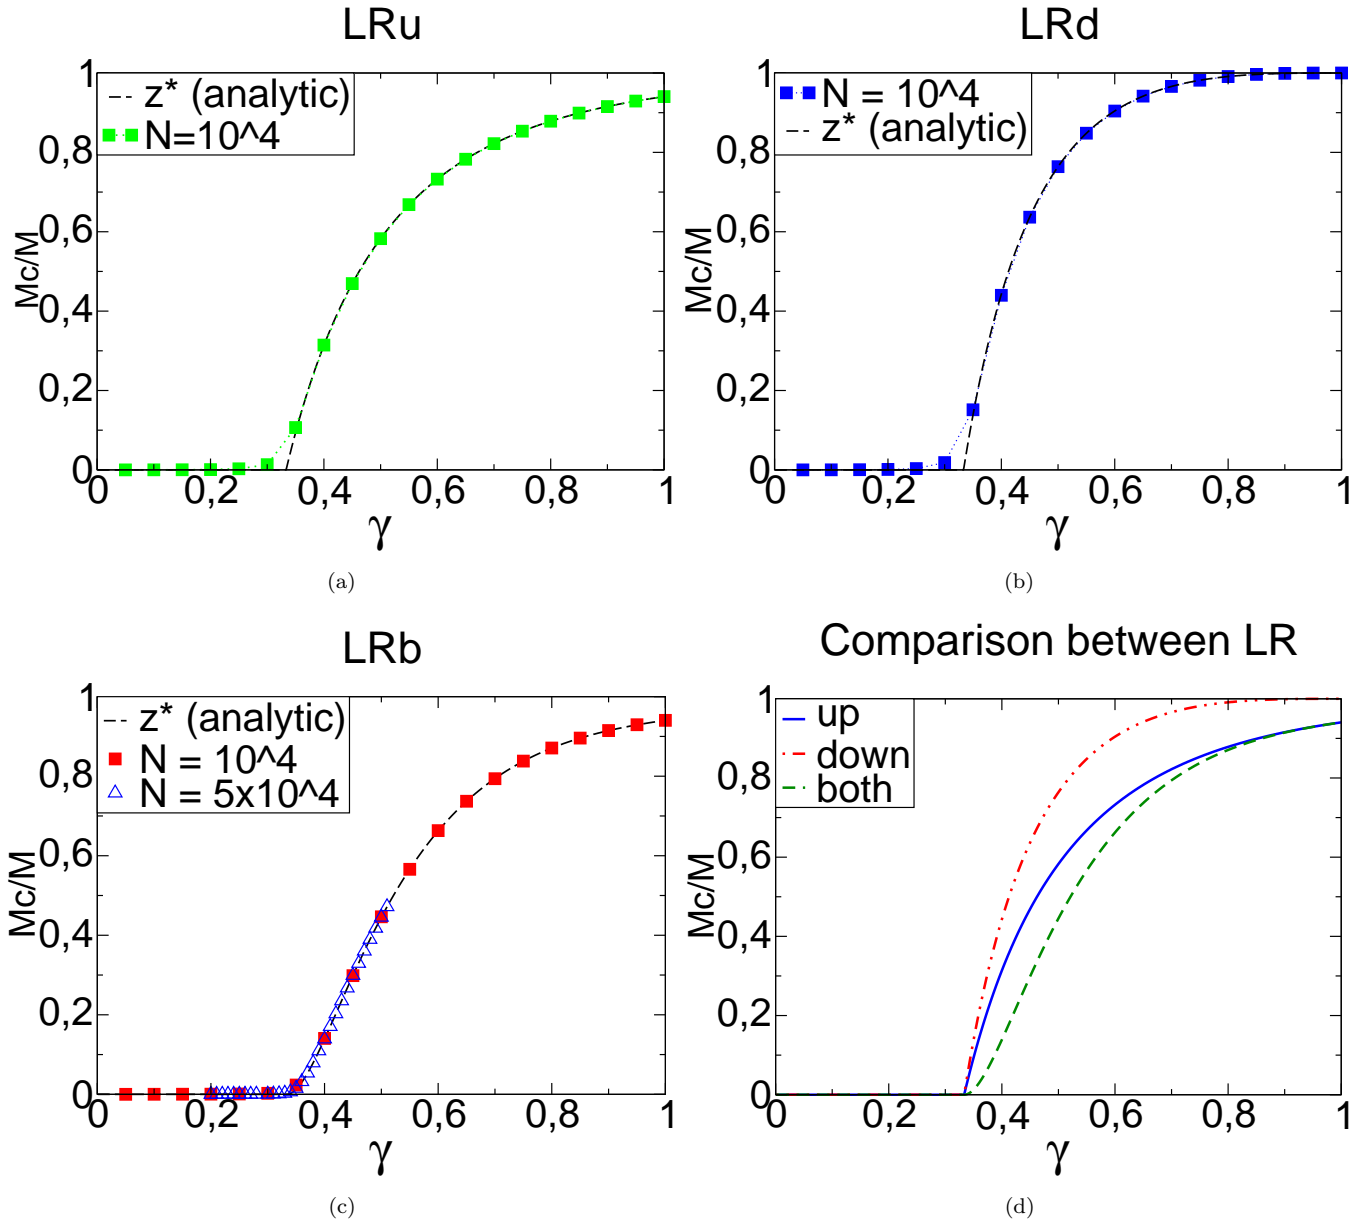 LRu
z* (analytic)
N=10^4
Mc/M
1
0,8
0,6
0,4
0,2
0
0 0,2 0,4 0,6 0,8 1
γ
(a)
LRd
N = 10^4
z* (analytic)
Mc/M
1
0,8
0,6
0,4
0,2
0
0 0,2 0,4 0,6 0,8 1
γ
(b)
LRb
z* (analytic)
N = 10^4
N = 5x10^4
Mc/M
1
0,8
0,6
0,4
0,2
0
0 0,2 0,4 0,6 0,8 1
γ
(c)
Comparison between LR
up
down
both
Mc/M
1
0,8
0,6
0,4
0,2
0
0 0,2 0,4 0,6 0,8 1
γ
(d)